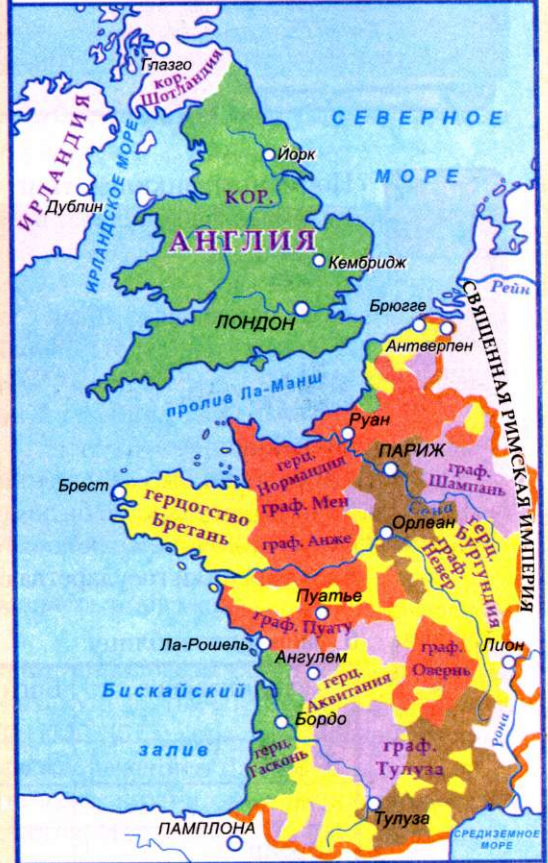 Глазго
кор.
Шотландия
СЕВЕРНОЕ
МОРЕ
ИРЛАНДИЯ
Дублин
ИРЛАНДСКОЕ МОРЕ
Йорк
КОР.
АНГЛИЯ
Кембридж
ЛОНДОН
Рейн
Брюгге
Антверпен
СВЯЩЕННАЯ РИМСКАЯ ИМПЕРИЯ
пролив Ла-Манш
Руан
ПАРИЖ
герц.
Нормандия
граф.
Шампань
Сена
Брест
герцогство
Бретань
граф. Мен
Орлеан
граф. Анже
герц.
Бургундия
граф.
Невер
Пуатье
граф. Пуату
Ла-Рошель
Ангулем
граф.
Овернь
Лион
герц.
Аквитания
Бискайский
залив
Бордо
Рона
герц.
Гасконь
граф.
Тулуза
Тулуза
ПАМПЛОНА
СРЕДИЗЕМНОЕ
МОРЕ